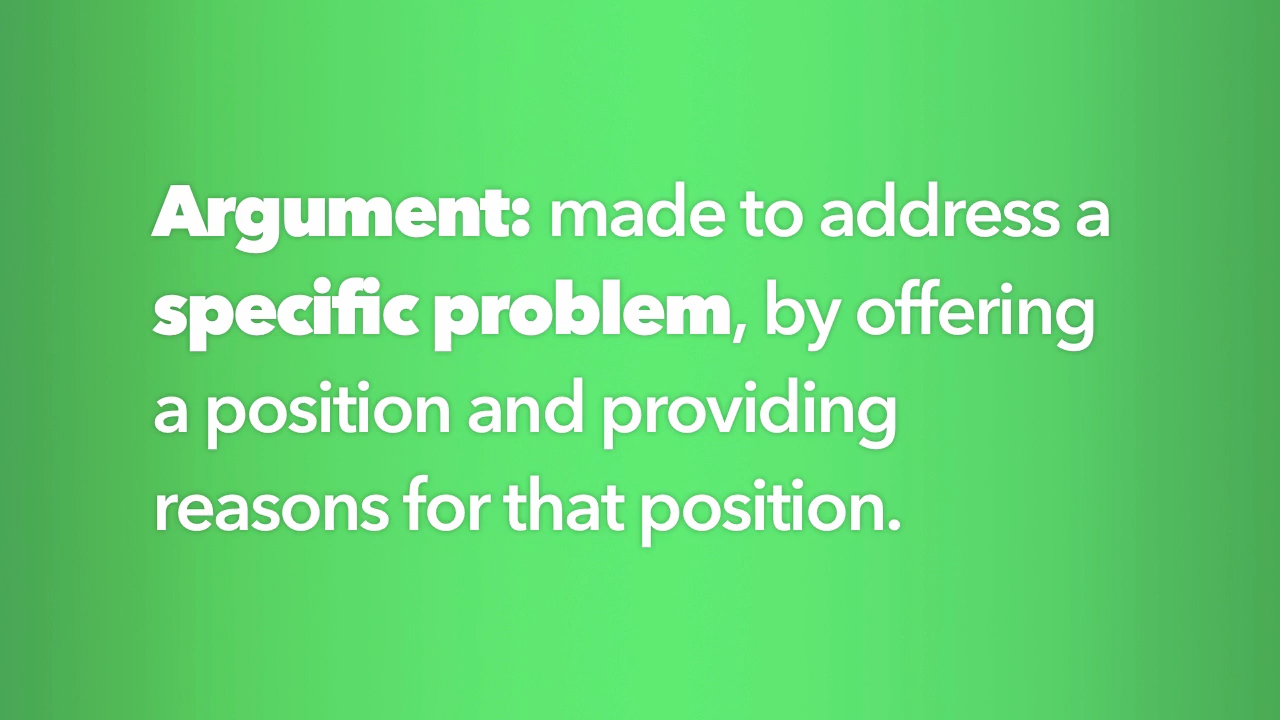 Argument: made to address a
specific problem, by offering
a position and providing
reasons for that position.